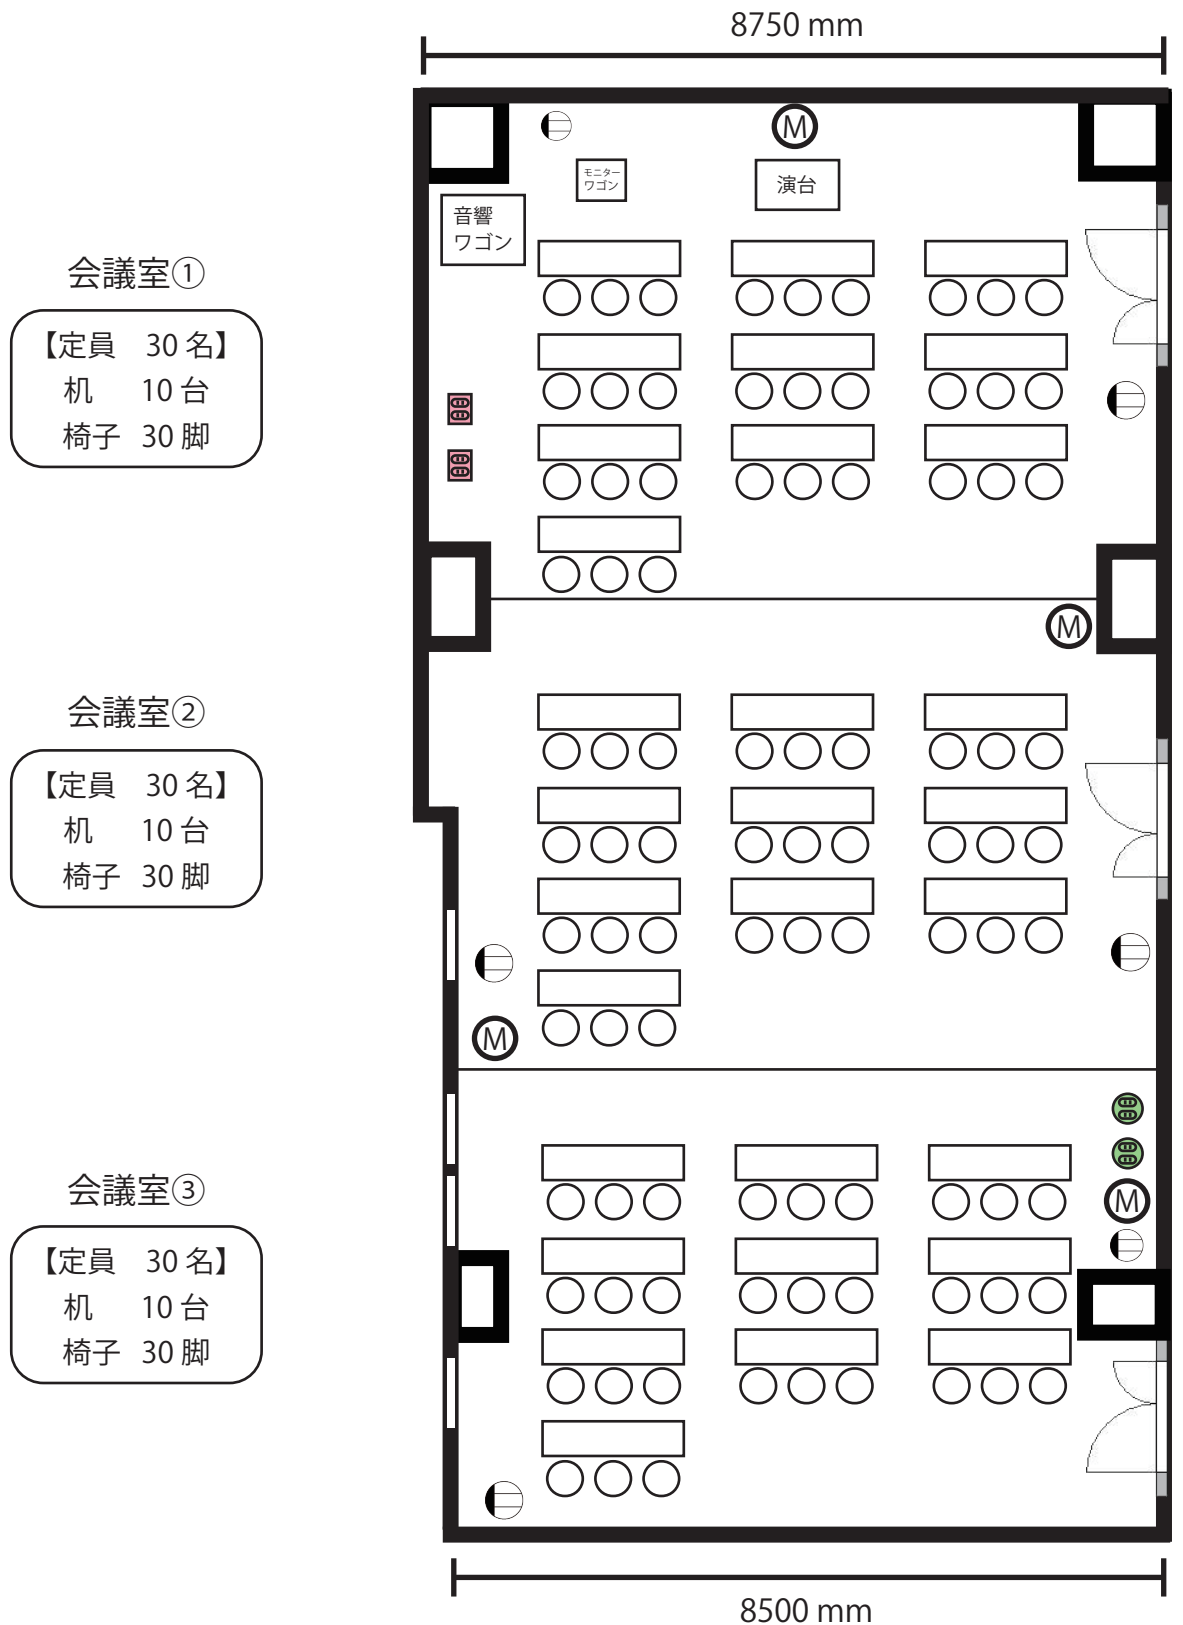 8750 mm
M
モニター
ワゴン
演台
音響
ワゴン
会議室①
【定員　30 名】
机　10 台
椅子　30 脚
M
会議室②
【定員　30 名】
机　10 台
椅子　30 脚
M
会議室③
【定員　30 名】
机　10 台
椅子　30 脚
M
8500 mm